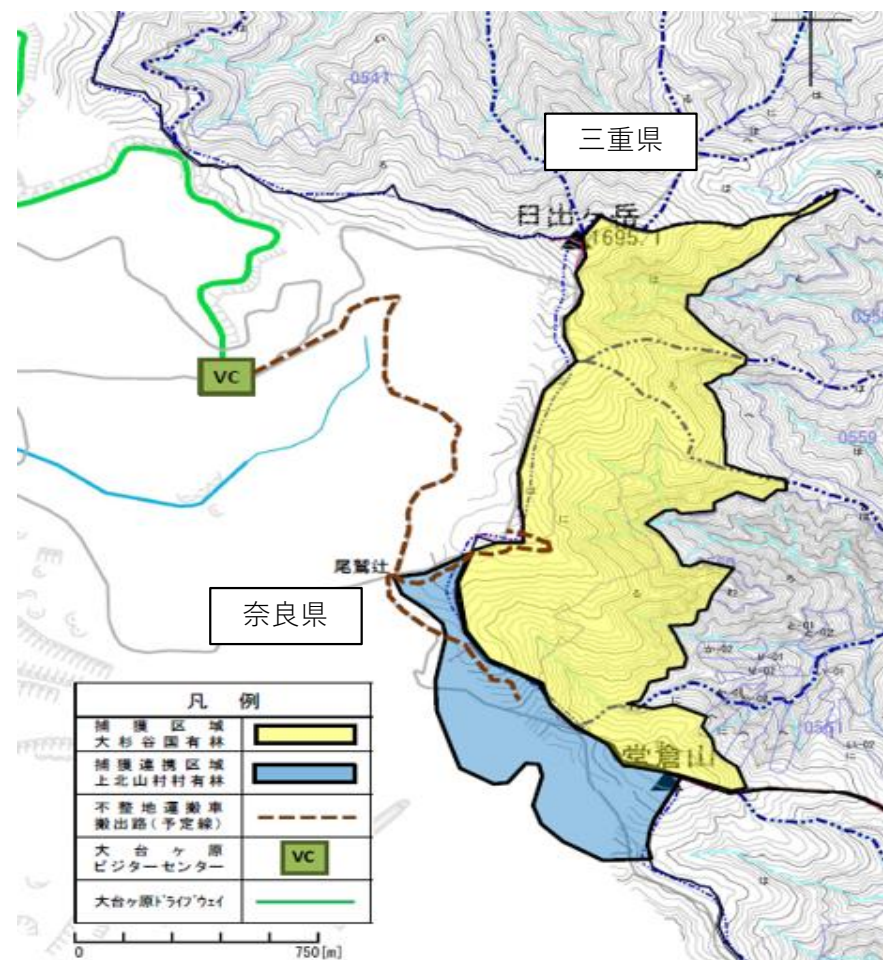 0547
三重県
日出ヶ岳
1695.1
VC
0559
尾鷲辻
奈良県
0551
堂倉山
凡 例
捕獲区域
大杉谷国有林
捕獲連携区域
上北山村村有林
不整地運搬車
搬出路(予定線)
大台ヶ原
ビジターセンター
VC
大台ヶ原ドライブウェイ
0 750[m]